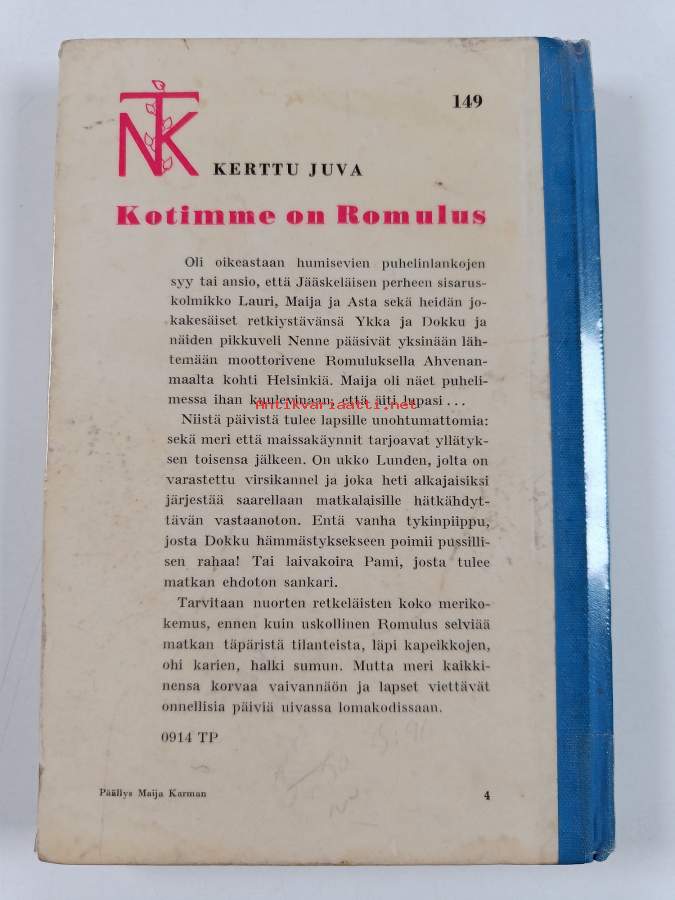 149
NTK
KERTTU JUVA
Kotimme on Romulus
Oli oikeastaan humisevien puhelinlankojen
syy tai ansio, että Jääskeläisen perheen sisarus-
kolmikko Lauri, Maija ja Asta sekä heidän jo-
kakesäiset retkiystävänsä Ykka ja Dokku ja
näiden pikkuveli Nenne pääsivät yksinään läh-
temään moottorivene Romuluksella Ahvenan-
maalta kohti Helsinkiä. Maija oli näet puheli-
messa ihan kuulevinaan, että äiti lupasi ...
Antikvariaatti.net
Niistä päivistä tulee lapsille unohtumattomia:
sekä meri että maissakäynnit tarjoavat yllätyk-
sen toisensa jälkeen. On ukko Lunden, jolta on
varastettu virsikannel ja joka heti alkajaisiksi
järjestää saarellaan matkalaisille hätkähdyt-
tävän vastaanoton. Entä vanha tykinpiippu,
josta Dokku hämmästyksekseen poimii pussilli-
sen rahaa! Tai laivakoira Pami, josta tulee
matkan ehdoton sankari.
Tarvitaan nuorten retkeläisten koko meriko-
kemus, ennen kuin uskollinen Romulus selviää
matkan täpäristä tilanteista, läpi kapeikkojen,
ohi karien, halki sumun. Mutta meri kaikki-
nensa korvaa vaivannäön ja lapset viettävät
onnellisia päiviä uivassa lomakodissaan.
0914 TP
Päällys Maija Karman
4